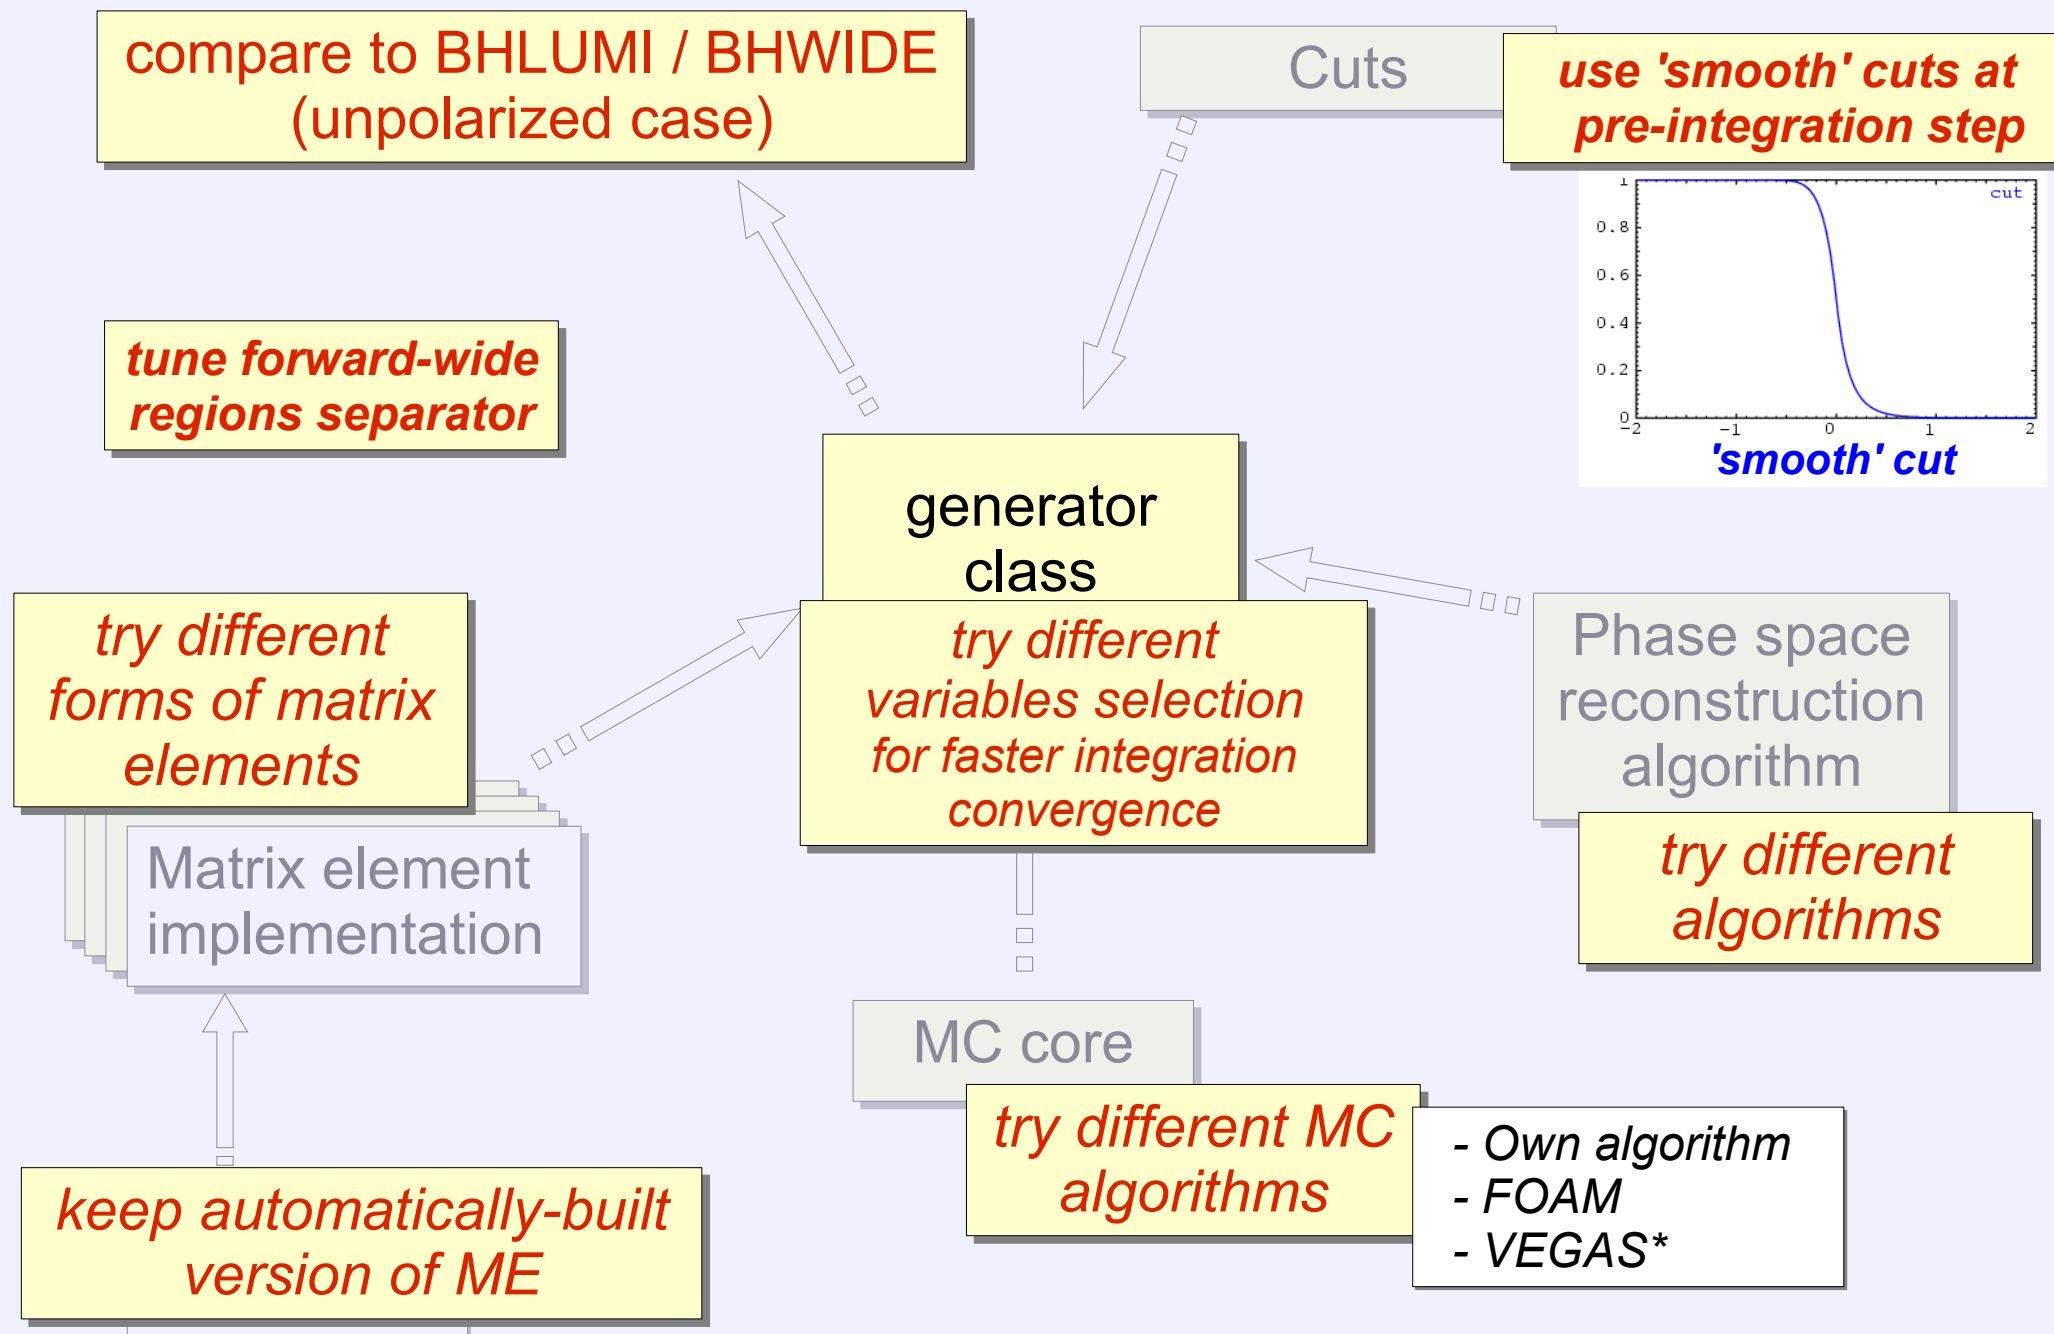 compare to BHLUMI / BHWIDE
(unpolarized case)
Cuts
use 'smooth' cuts at
pre-integration step
cut
1
0.8
0.6
0.4
0.2
0
-2
-1
0
1
2
'smooth' cut
tune forward-wide
regions separator
generator
class
try different
variables selection
for faster integration
convergence
try different
forms of matrix
elements
Matrix element
implementation
Phase space
reconstruction
algorithm
try different
algorithms
MC core
try different MC
algorithms
- Own algorithm
- FOAM
- VEGAS*
keep automatically-built
version of ME